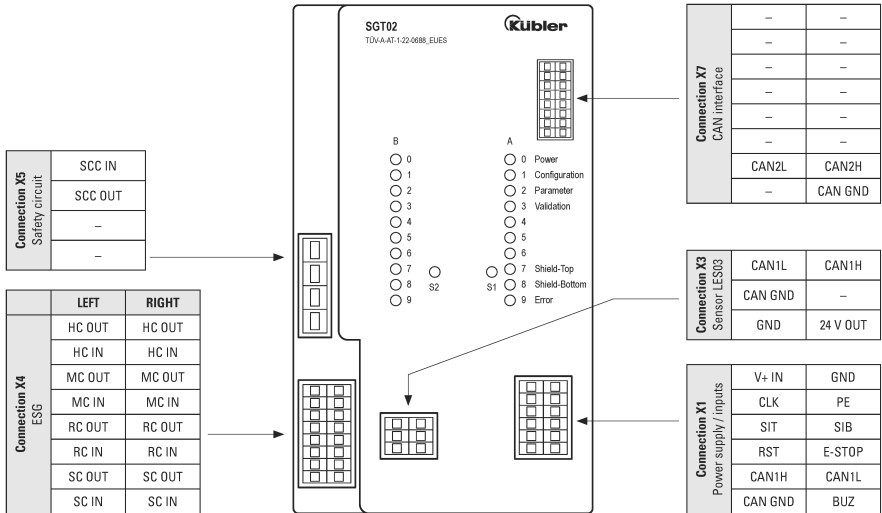 SGT02
TÜV-A-AT-1-22-0688_EUES
Kübler
B
0
1
2
3
4
5
6
7
8
9
S2
A
0 Power
1 Configuration
2 Parameter
3 Validation
4
5
6
7 Shield-Top
8 Shield-Bottom
9 Error
S1
Connection X5
Safety circuit
SCC IN
SCC OUT
–
–
Connection X4
ESG
LEFT RIGHT
HC OUT HC OUT
HC IN HC IN
MC OUT MC OUT
MC IN MC IN
RC OUT RC OUT
RC IN RC IN
SC OUT SC OUT
SC IN SC IN
Connection X7
CAN interface
– –
– –
– –
– –
– –
– –
CAN2L CAN2H
– CAN GND
Connection X3
Sensor LES03
CAN1L CAN1H
CAN GND –
GND 24 V OUT
Connection X1
Power supply / inputs
V+ IN GND
CLK PE
SIT SIB
RST E-STOP
CAN1H CAN1L
CAN GND BUZ